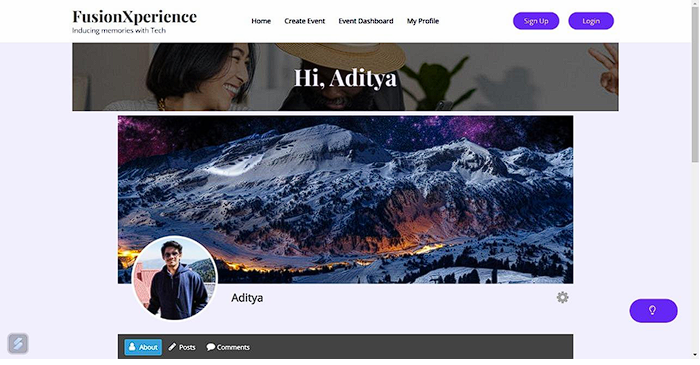 FusionXperience
Inducing memories with Tech
Home Create Event Event Dashboard My Profile Sign Up Login
Hi, Aditya
Aditya
About Posts Comments